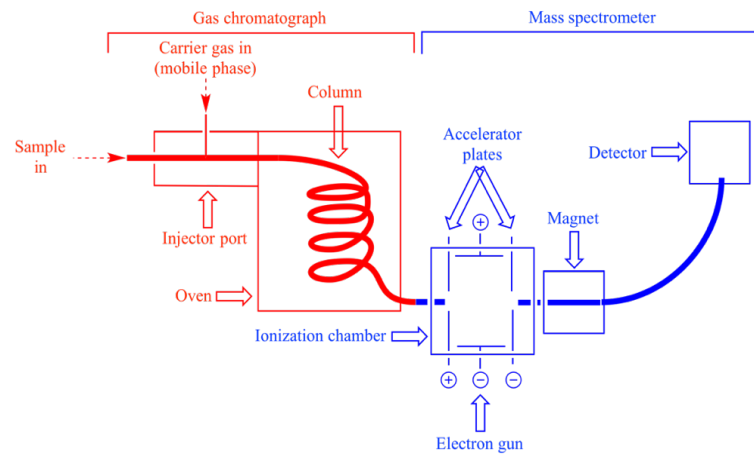 Gas chromatograph
Mass spectrometer
Carrier gas in
(mobile phase)
Column
Sample
in
Accelerator
plates
Detector
Injector port
Magnet
+
Oven
Ionization chamber
+ − −
Electron gun